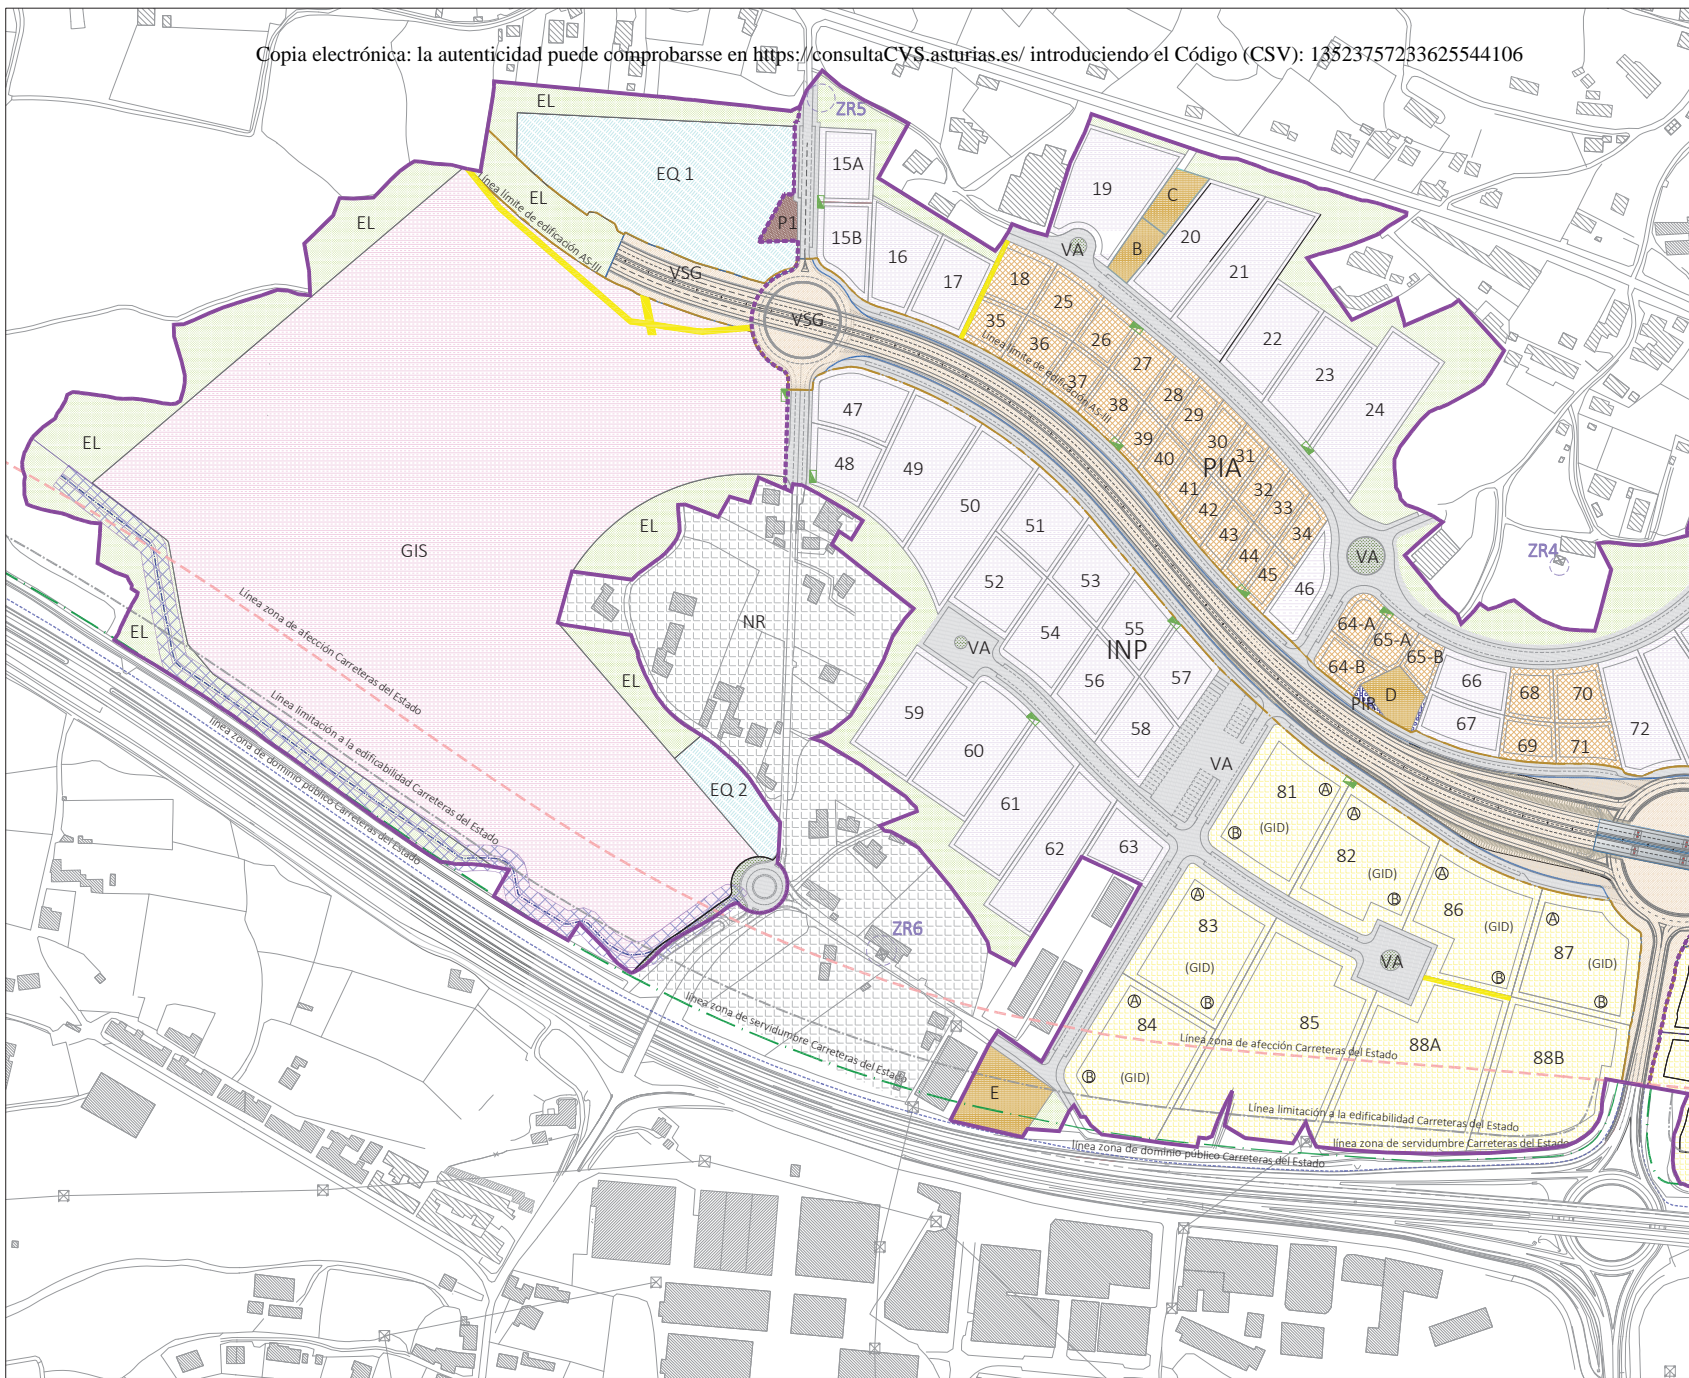 Copia electrónica: la autenticidad puede comprobarsse en https://consultaCVS.asturias.es/ introduciendo el Código (CSV): 13523757233625544106
EL
ZR5
15A
EQ 1
19
C
EL
Línea límite de edificación AS-III
EL
P1
15B
B
20
VA
16
17
21
VSG
VSG
18
25
35
36
26
27
22
Línea límite de edificación AS-III
37
38
28
29
23
24
47
39
30
40
31
EL
48
49
PIA
41
32
50
42
33
51
43
34
EL
44
VA
ZR4
GIS
52
53
45
46
Línea zona de afección Carreteras del Estado
NR
54
55
64-A
65-A
EL
VA
INP
65-B
64-B
56
57
66
68
70
EL
D
PIR
Línea limitación a la edificabilidad Carreteras del Estado
59
58
67
72
69
71
línea zona de dominio público Carreteras del Estado
60
VA
EQ 2
81
A
A
61
B
(GID)
62
63
82
(GID)
A
B
A
86
(GID)
A
83
ZR6
87
(GID)
(GID)
VA
B
B
B
A
línea zona de servidumbre Carreteras del Estado
84
85
Línea zona de afección Carreteras del Estado
88A
88B
B
(GID)
E
Línea limitación a la edificabilidad Carreteras del Estado
línea zona de servidumbre Carreteras del Estado
línea zona de dominio público Carreteras del Estado